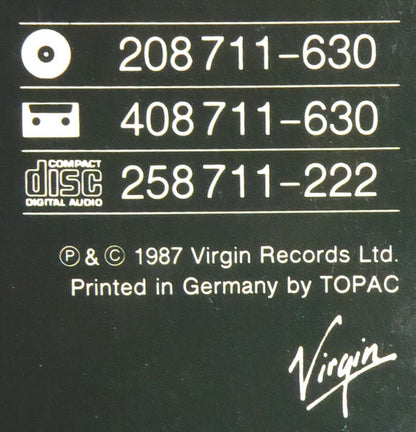 208 711-630
408 711-630
COMPACT
disc
DIGITAL AUDIO
258 711-222
Ⓟ & © 1987 Virgin Records Ltd.
Printed in Germany by TOPAC
Virgin